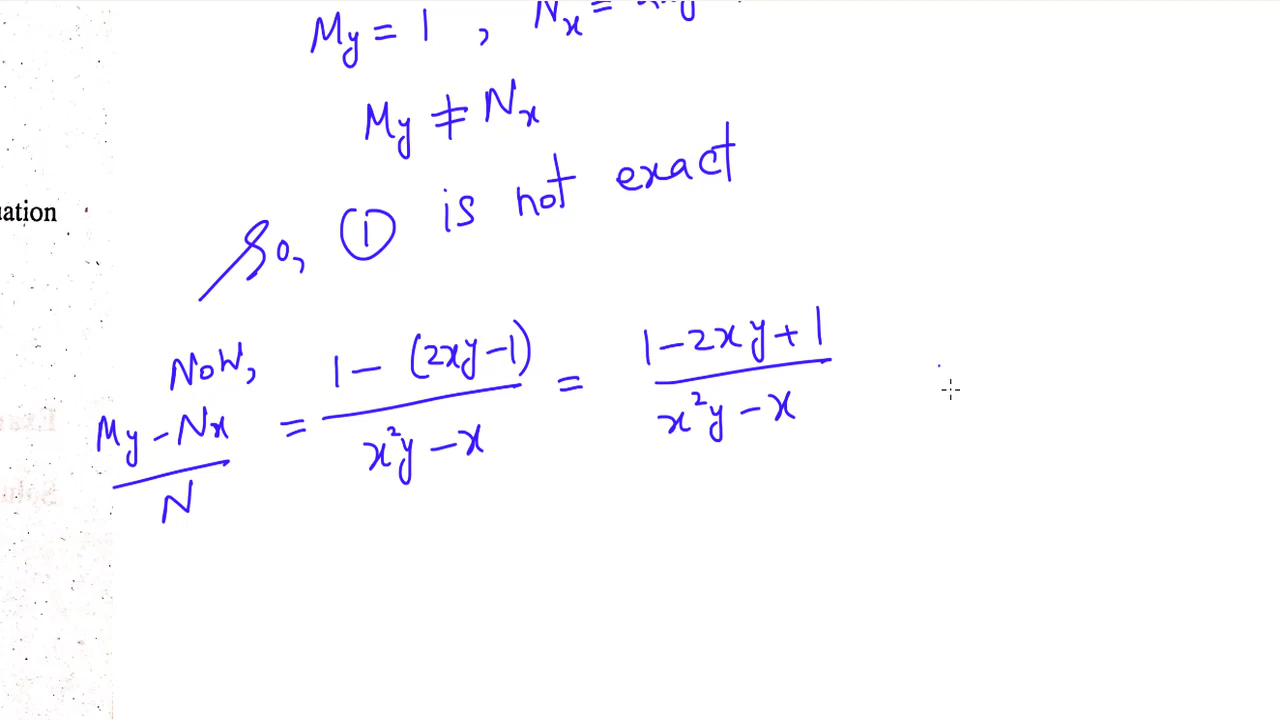 My = 1 , Nx =
My ≠ Nx
uation
So, ① is not exact
Now,
(My - Nx)/N = (1 - (2xy - 1))/(x²y - x) = (1 - 2xy + 1)/(x²y - x)